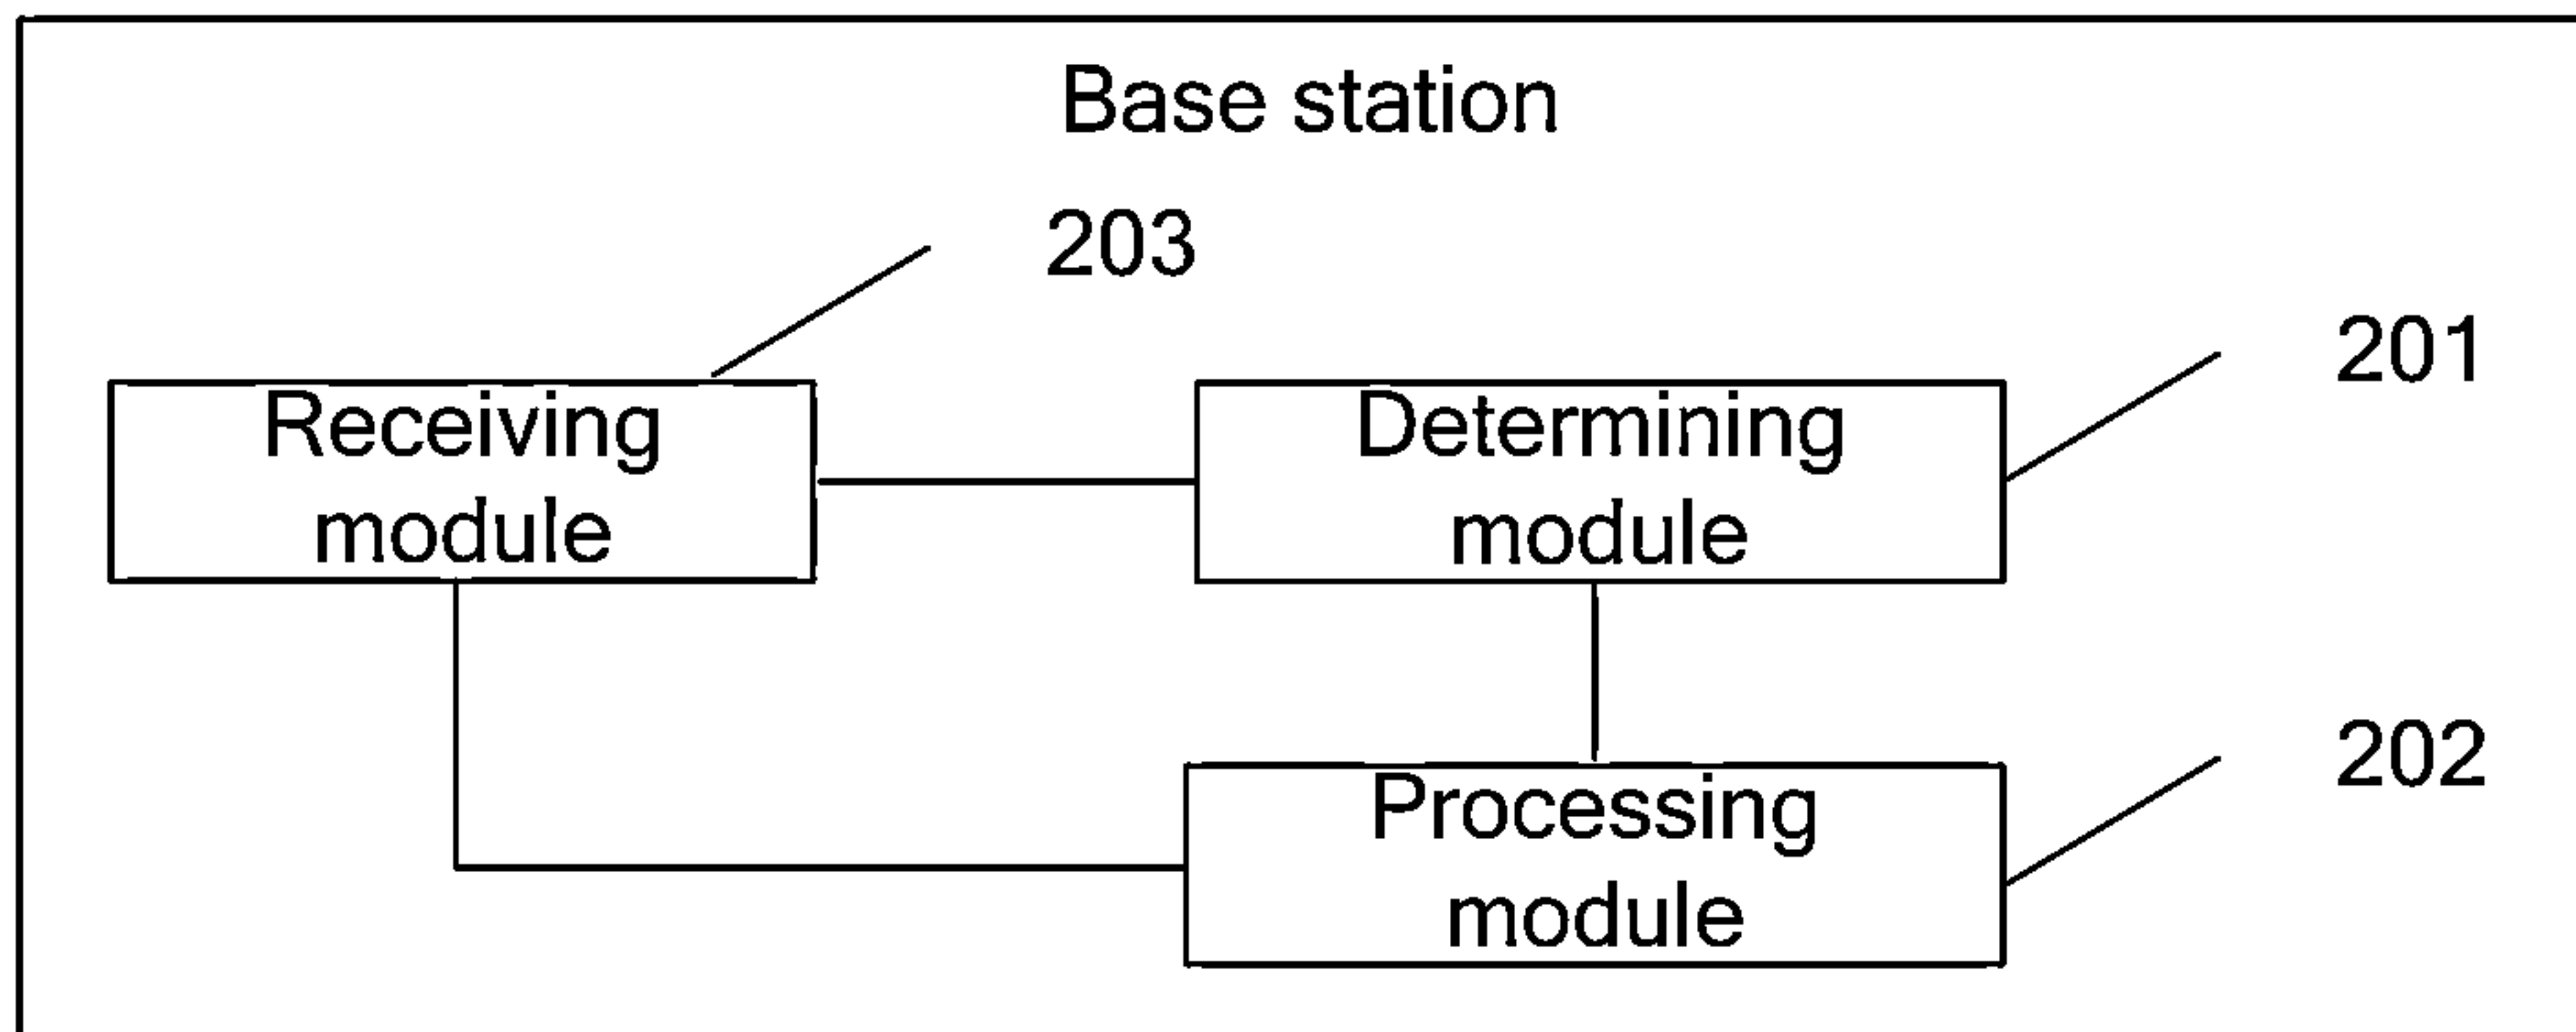 Base station
203
201
Receiving
module
Determining
module
202
Processing
module